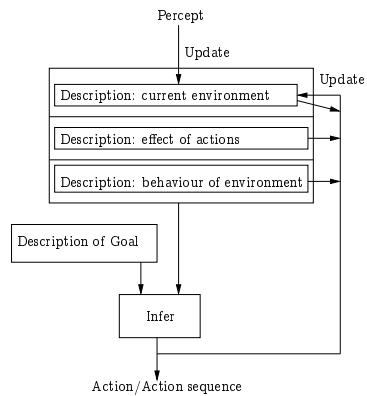 Percept
Update
Update
Description: current environment
Description: effect of actions
Description: behaviour of environment
Description of Goal
Infer
Action/Action sequence